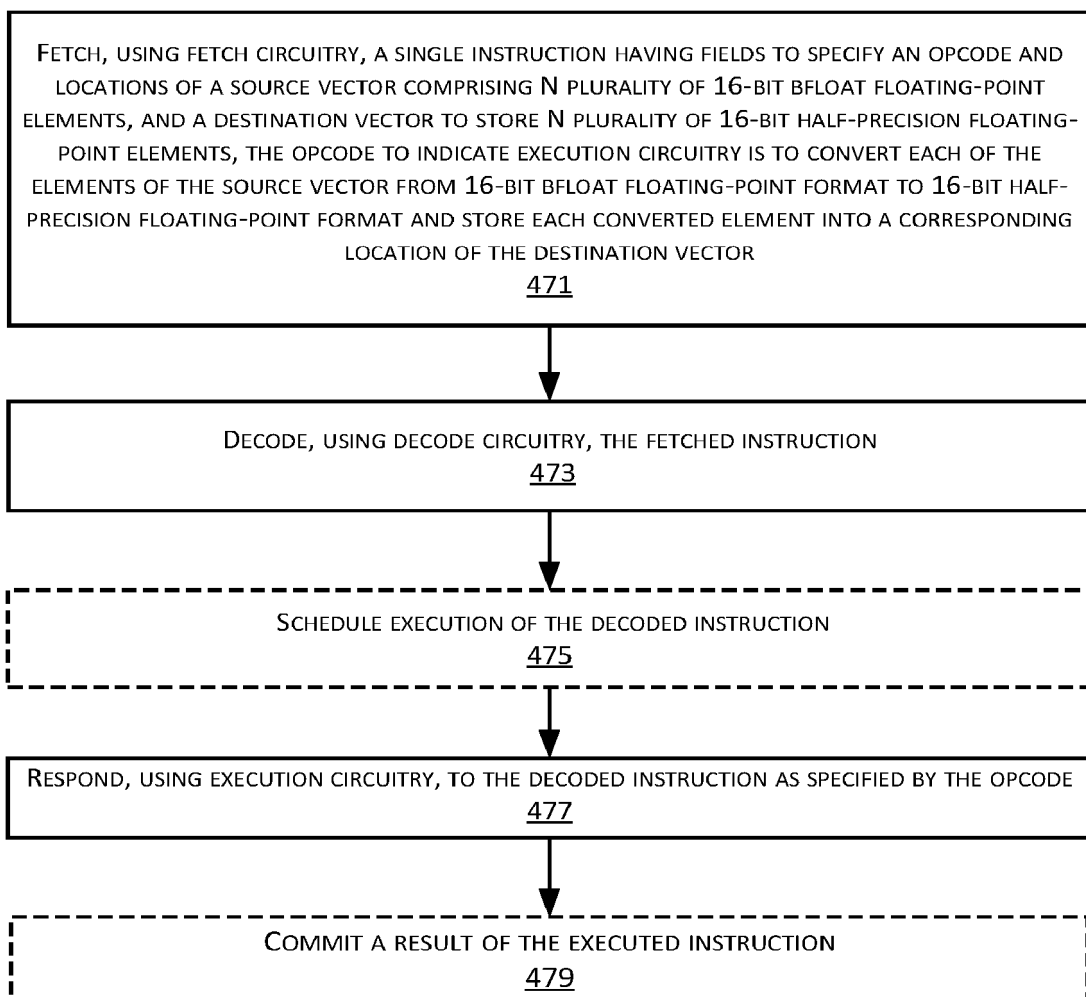 FETCH, USING FETCH CIRCUITRY, A SINGLE INSTRUCTION HAVING FIELDS TO SPECIFY AN OPCODE AND
LOCATIONS OF A SOURCE VECTOR COMPRISING N PLURALITY OF 16-BIT BFLOAT FLOATING-POINT
ELEMENTS, AND A DESTINATION VECTOR TO STORE N PLURALITY OF 16-BIT HALF-PRECISION FLOATING-
POINT ELEMENTS, THE OPCODE TO INDICATE EXECUTION CIRCUITRY IS TO CONVERT EACH OF THE
ELEMENTS OF THE SOURCE VECTOR FROM 16-BIT BFLOAT FLOATING-POINT FORMAT TO 16-BIT HALF-
PRECISION FLOATING-POINT FORMAT AND STORE EACH CONVERTED ELEMENT INTO A CORRESPONDING
LOCATION OF THE DESTINATION VECTOR
471
DECODE, USING DECODE CIRCUITRY, THE FETCHED INSTRUCTION
473
SCHEDULE EXECUTION OF THE DECODED INSTRUCTION
475
RESPOND, USING EXECUTION CIRCUITRY, TO THE DECODED INSTRUCTION AS SPECIFIED BY THE OPCODE
477
COMMIT A RESULT OF THE EXECUTED INSTRUCTION
479